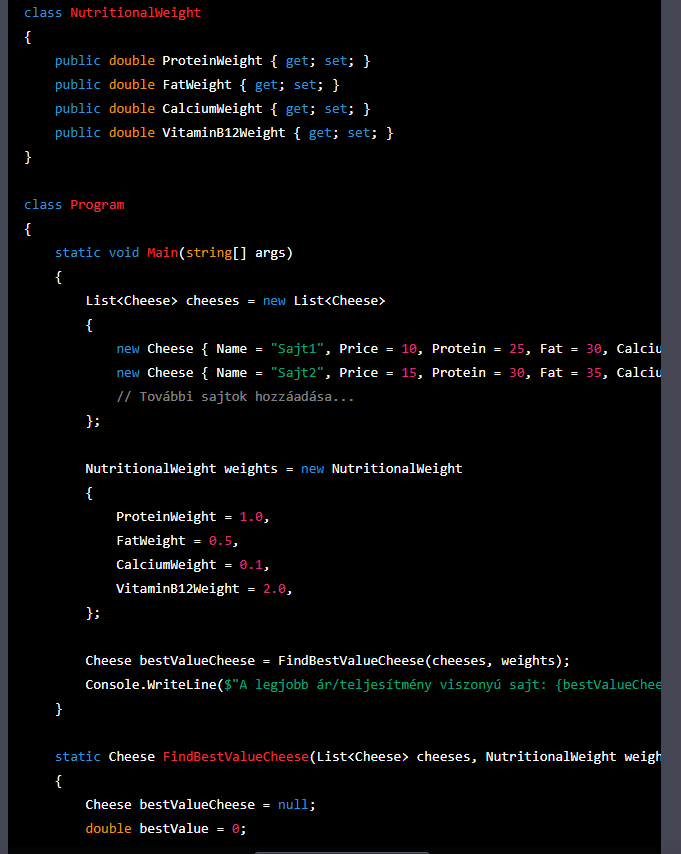 class NutritionalWeight
{
    public double ProteinWeight { get; set; }
    public double FatWeight { get; set; }
    public double CalciumWeight { get; set; }
    public double VitaminB12Weight { get; set; }
}
class Program
{
    static void Main(string[] args)
    {
        List<Cheese> cheeses = new List<Cheese>
        {
            new Cheese { Name = "Sajt1", Price = 10, Protein = 25, Fat = 30, Calciu
            new Cheese { Name = "Sajt2", Price = 15, Protein = 30, Fat = 35, Calciu
            // További sajtok hozzáadása...
        };
        NutritionalWeight weights = new NutritionalWeight
        {
            ProteinWeight = 1.0,
            FatWeight = 0.5,
            CalciumWeight = 0.1,
            VitaminB12Weight = 2.0,
        };
        Cheese bestValueCheese = FindBestValueCheese(cheeses, weights);
        Console.WriteLine($"A legjobb ár/teljesítmény viszonyú sajt: {bestValueChee
    }
    static Cheese FindBestValueCheese(List<Cheese> cheeses, NutritionalWeight weigh
    {
        Cheese bestValueCheese = null;
        double bestValue = 0;